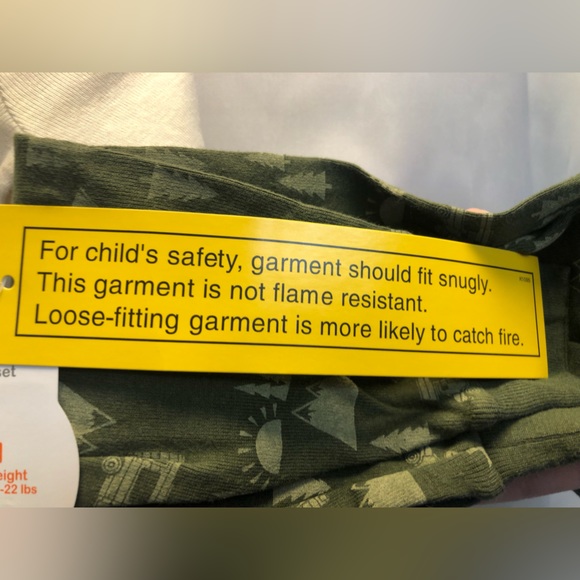 For child's safety, garment should fit snugly.
This garment is not flame resistant.
Loose-fitting garment is more likely to catch fire.
et
eight
-22 lbs